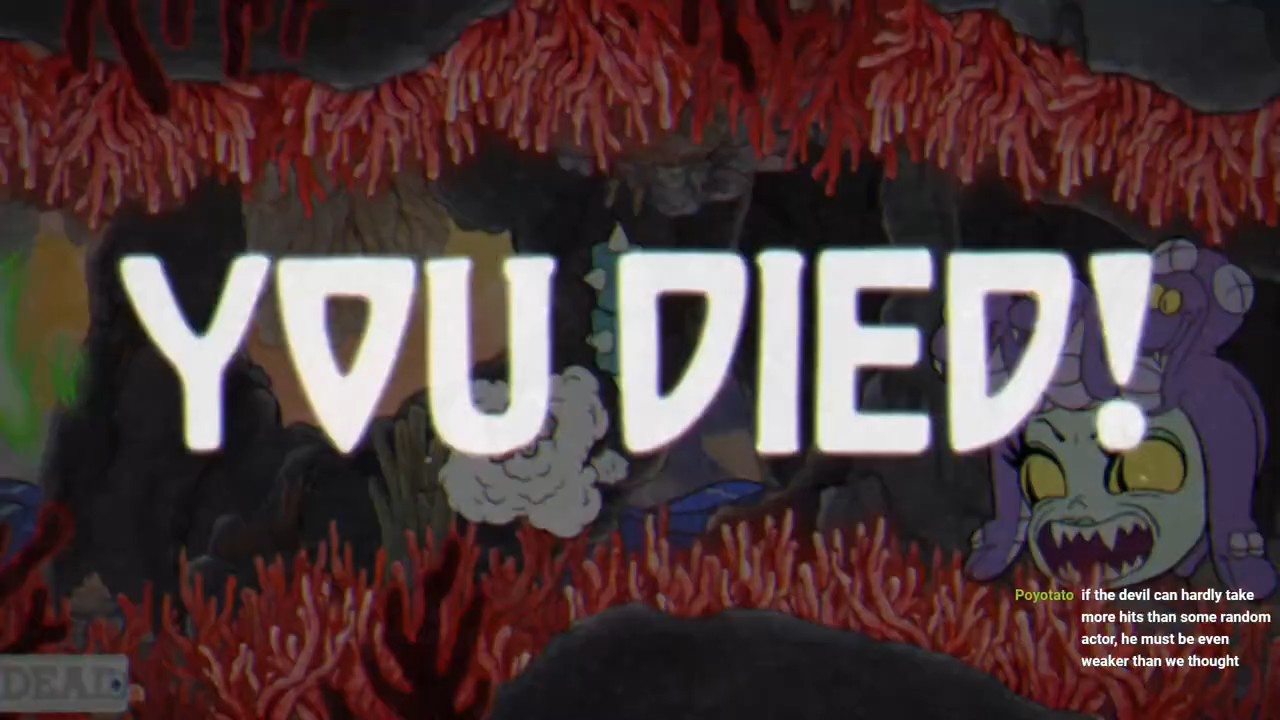 YOU DIED!
Poyotato if the devil can hardly take
more hits than some random
actor, he must be even
weaker than we thought
DEAD